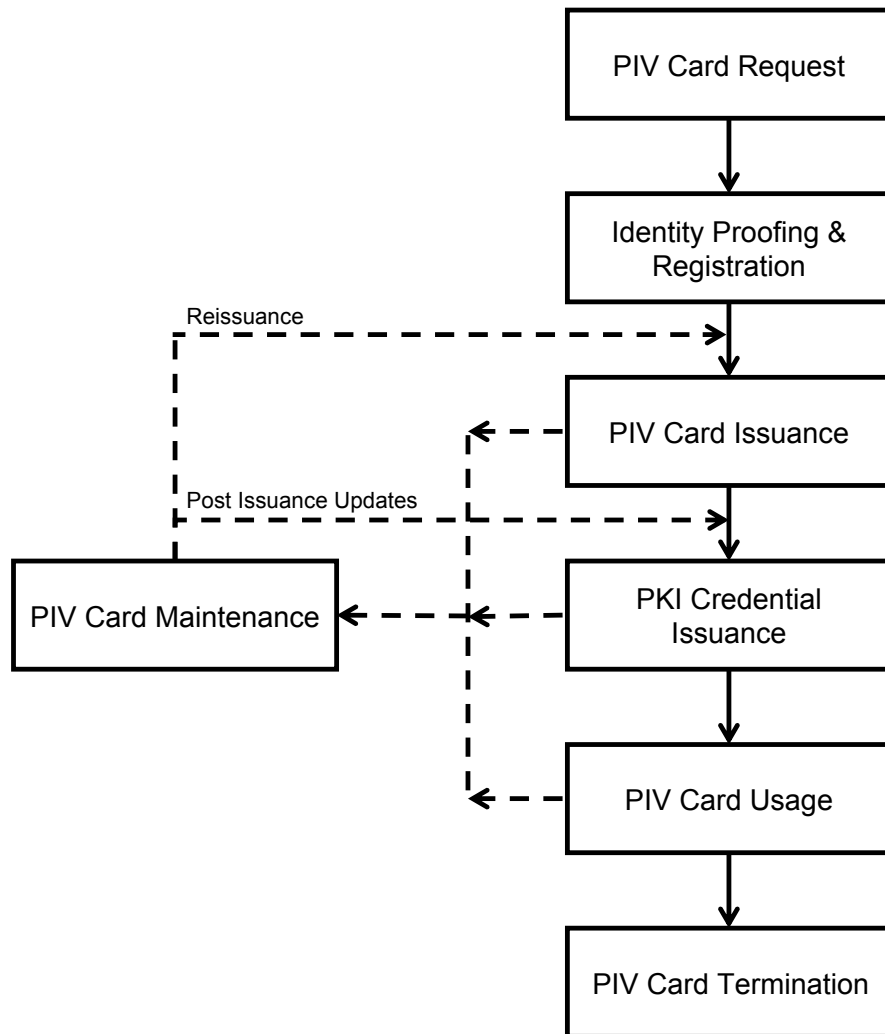 PIV Card Request
Identity Proofing &
Registration
Reissuance
PIV Card Issuance
Post Issuance Updates
PIV Card Maintenance
PKI Credential
Issuance
PIV Card Usage
PIV Card Termination